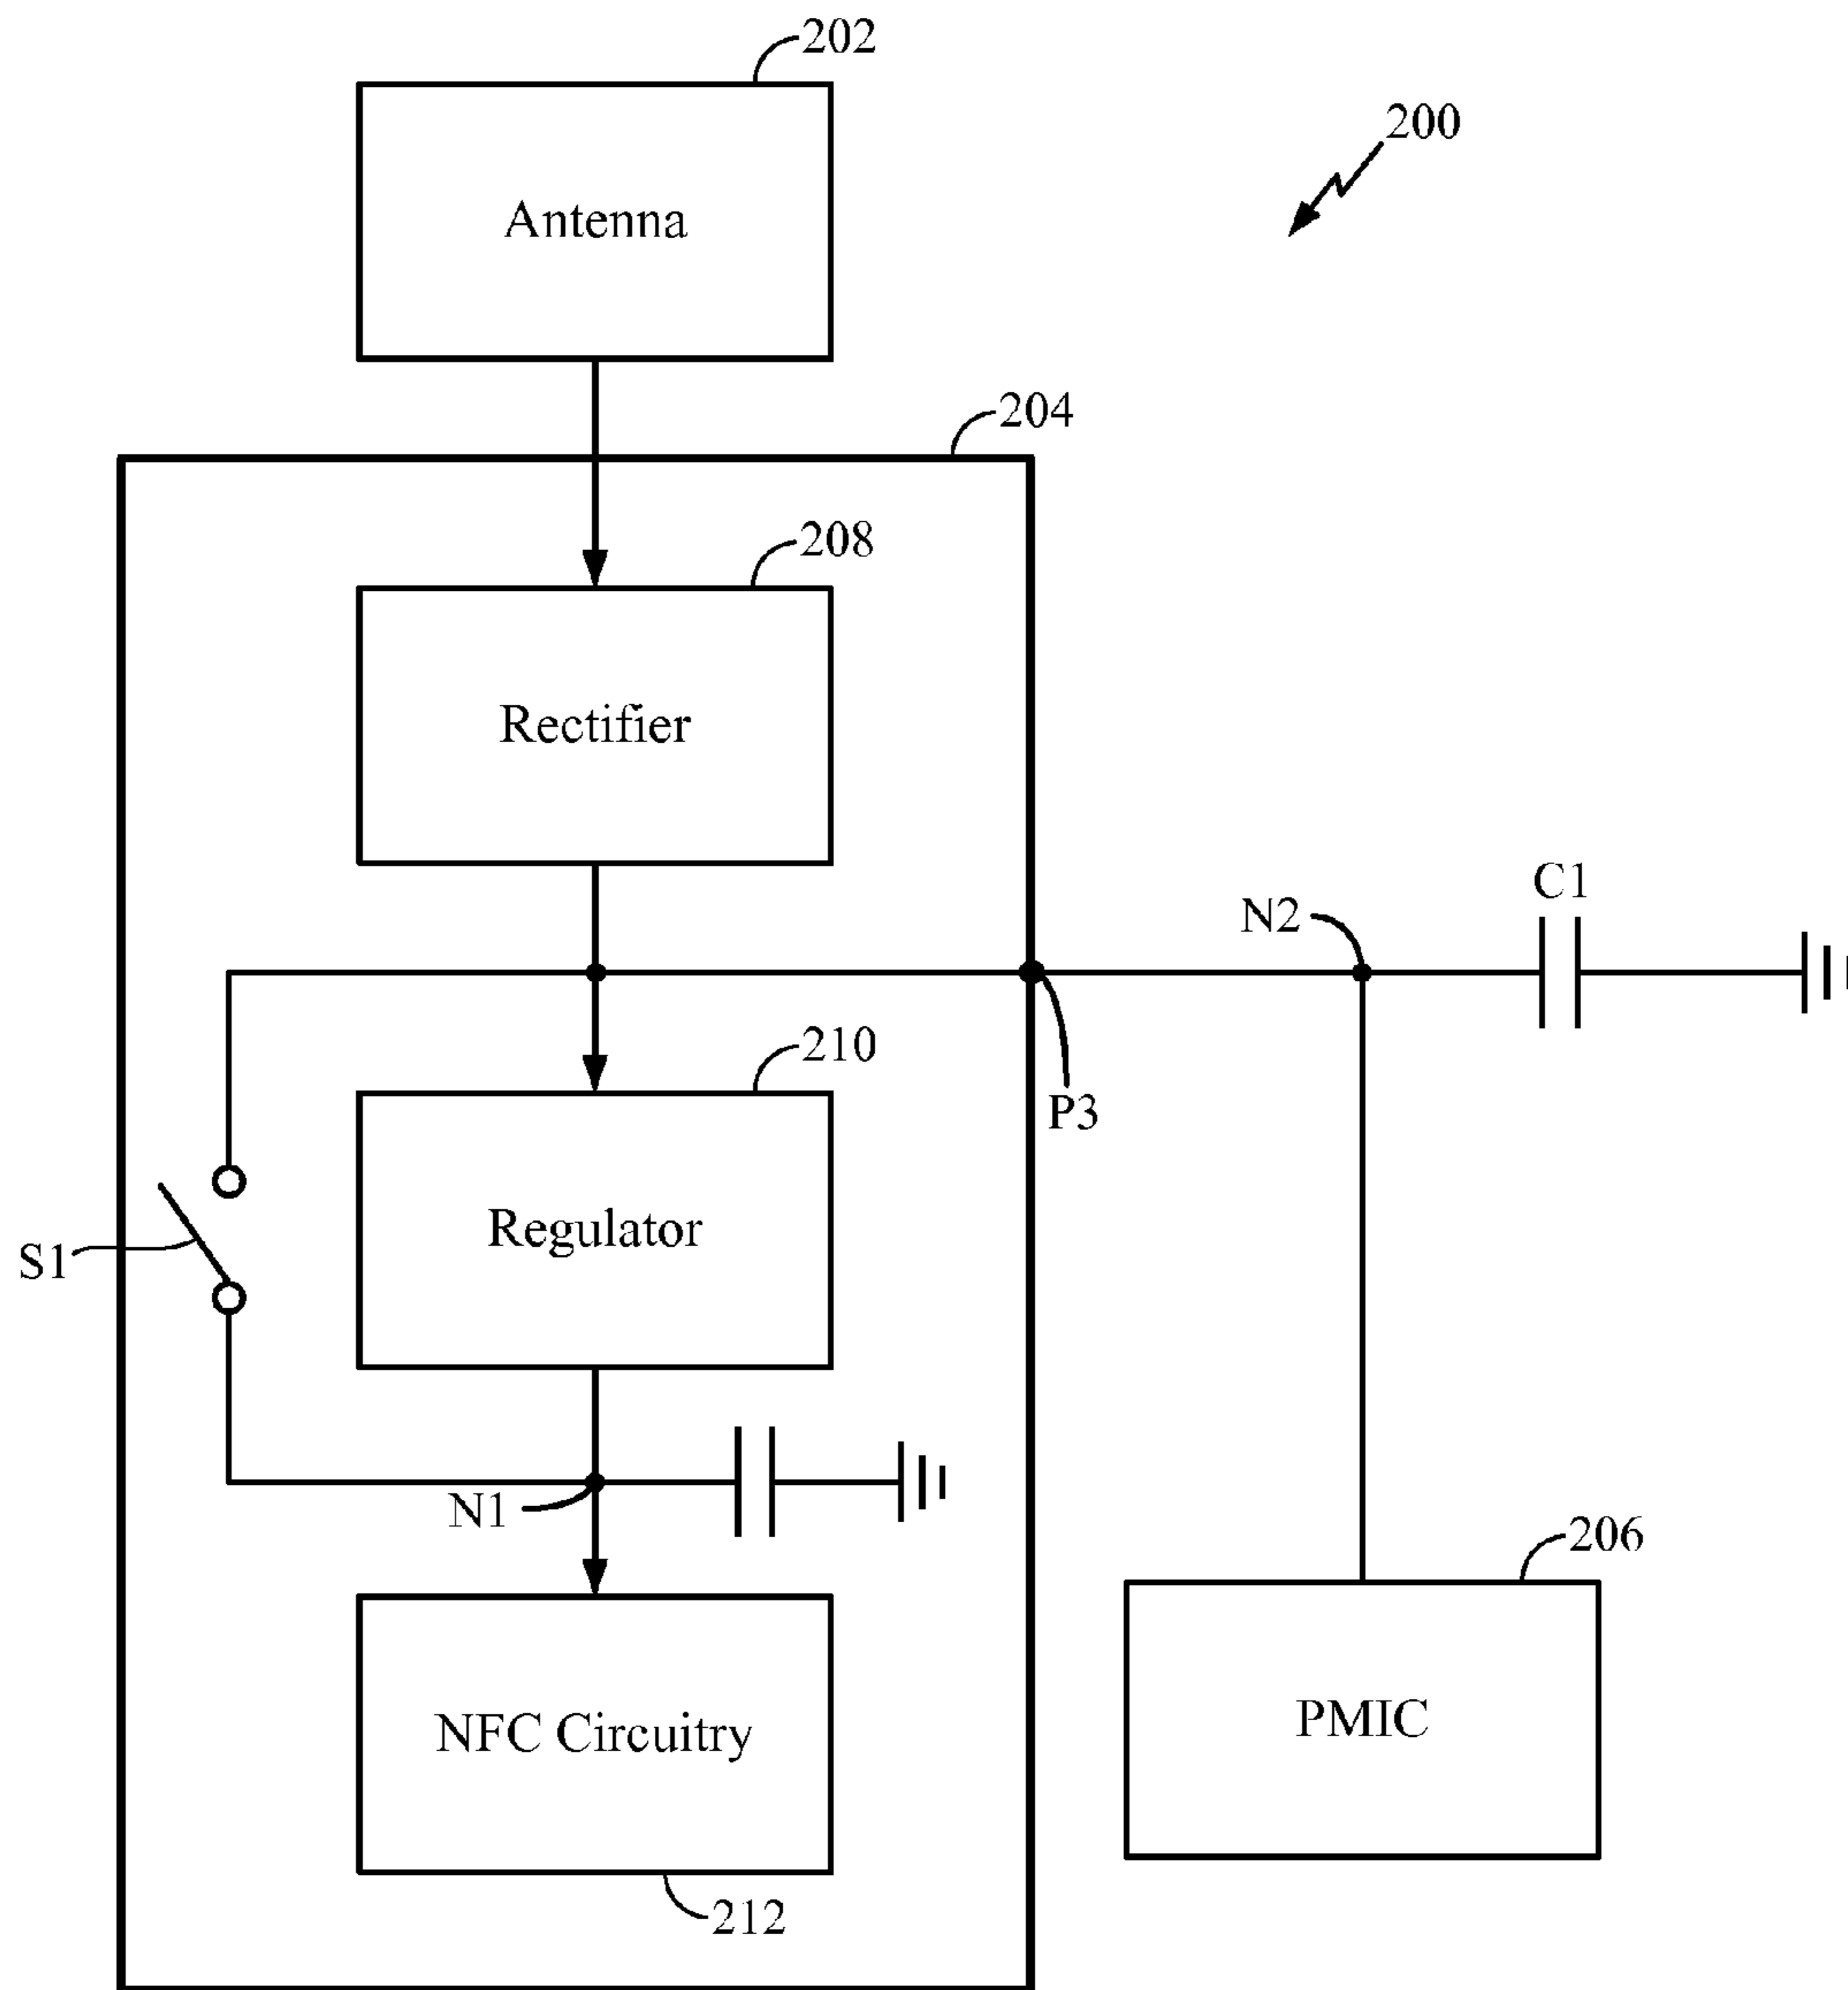 202
200
Antenna
204
208
Rectifier
C1
N2
210
P3
Regulator
S1
N1
206
NFC Circuitry
PMIC
212